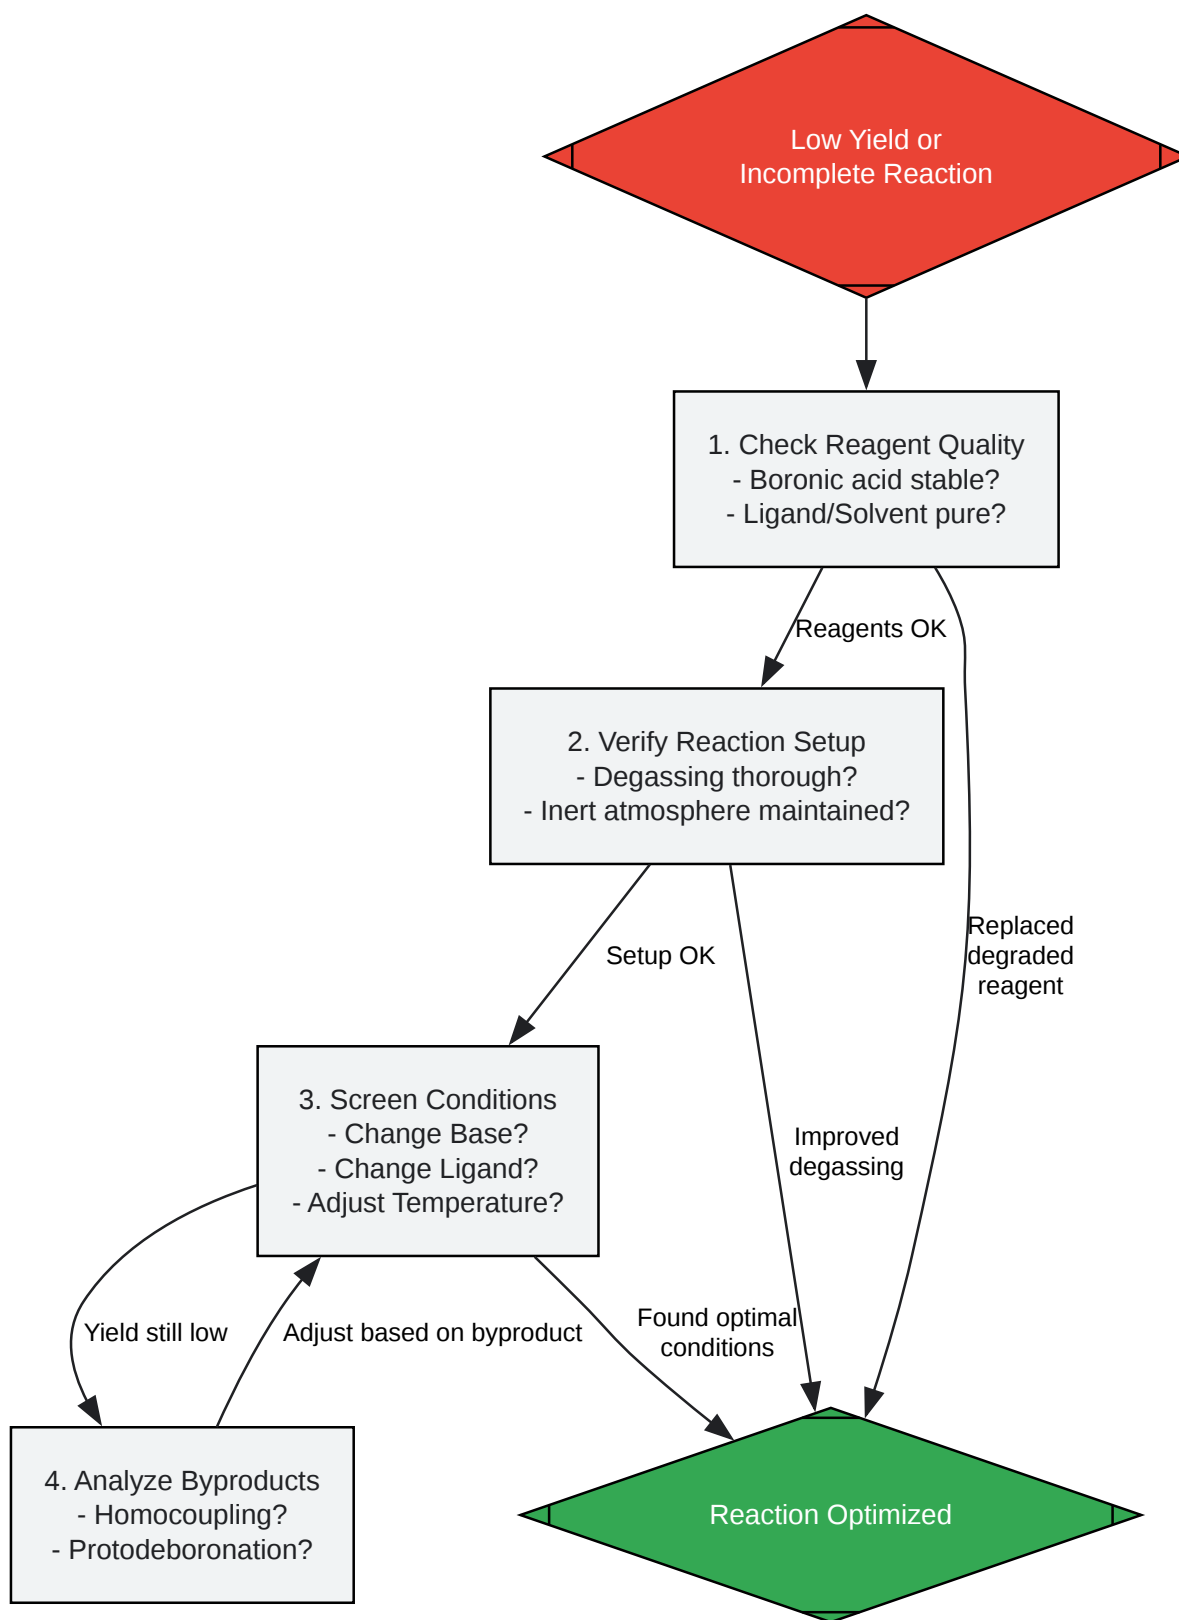 Low Yield or
Incomplete Reaction
1. Check Reagent Quality
- Boronic acid stable?
- Ligand/Solvent pure?
Reagents OK
2. Verify Reaction Setup
- Degassing thorough?
- Inert atmosphere maintained?
Setup OK
Replaced
degraded
reagent
3. Screen Conditions
- Change Base?
- Change Ligand?
- Adjust Temperature?
Improved
degassing
Yield still low
Adjust based on byproduct
Found optimal
conditions
4. Analyze Byproducts
- Homocoupling?
- Protodeboronation?
Reaction Optimized